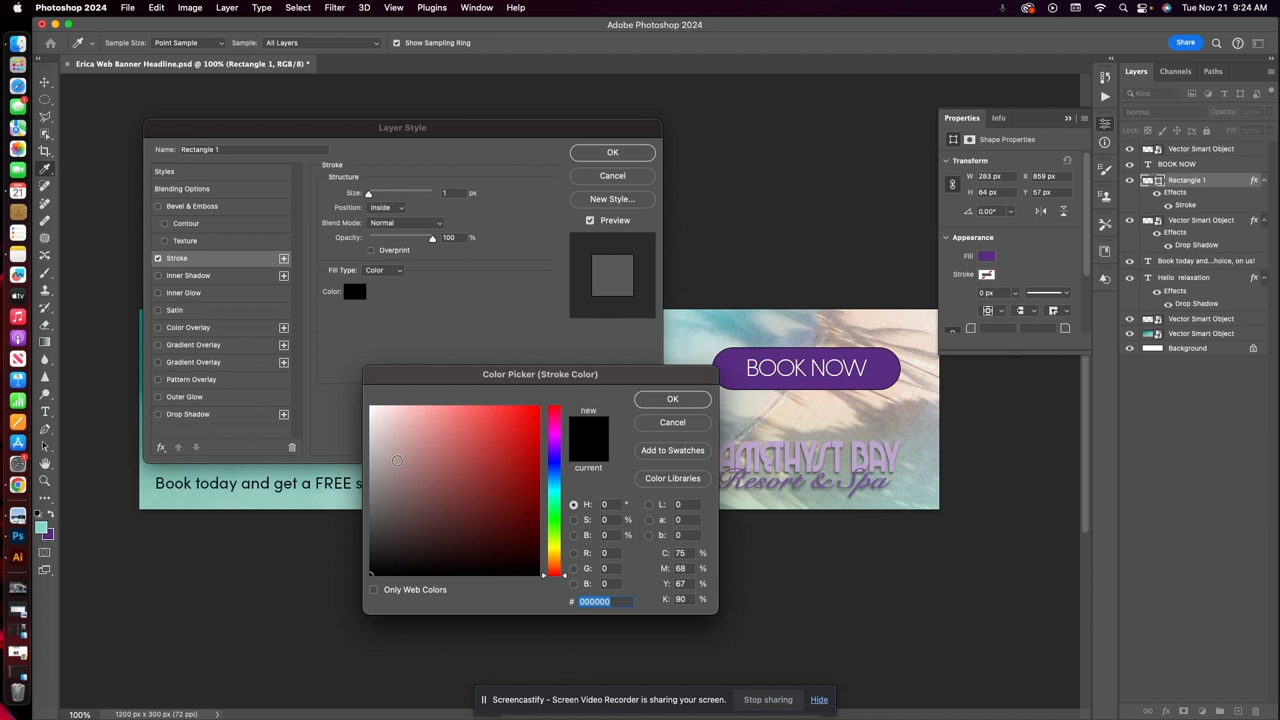 Photoshop 2024 File Edit Image Layer Type Select Filter 3D View Plugins Window Help Tue Nov 21 9:24 AM
Adobe Photoshop 2024
Sample Size: Point Sample Sample: All Layers Show Sampling Ring Share
Erica Web Banner Headline.psd @ 100% (Rectangle 1, RGB/8) *
Layer Style
Name: Rectangle 1
Styles
Blending Options
Bevel & Emboss
Contour
Texture
Stroke
Inner Shadow
Inner Glow
Satin
Color Overlay
Gradient Overlay
Gradient Overlay
Pattern Overlay
Outer Glow
Drop Shadow
fx
Stroke
Structure
Size: 1 px
Position: Inside
Blend Mode: Normal
Opacity: 100 %
Overprint
Fill Type: Color
Color:
OK
Cancel
New Style...
Preview
Color Picker (Stroke Color)
new
current
OK
Cancel
Add to Swatches
Color Libraries
H: 0 °
S: 0 %
B: 0 %
R: 0
G: 0
B: 0
# 000000
L: 0
a: 0
b: 0
C: 75 %
M: 68 %
Y: 67 %
K: 90 %
Only Web Colors
Book today and get a FREE s
BOOK NOW
AMETHYST BAY
Resort & Spa
Properties Info
Shape Properties
Transform
W: 283 px X: 859 px
H: 64 px Y: 57 px
0.00°
Appearance
Fill
Stroke
0 px
Layers Channels Paths
Kind
Normal Opacity: 100%
Lock: Fill: 100%
Vector Smart Object
BOOK NOW
Rectangle 1 fx
Effects
Stroke
Vector Smart Object fx
Effects
Drop Shadow
Book today and...hoice, on us!
Hello relaxation fx
Effects
Drop Shadow
Vector Smart Object
Vector Smart Object
Background
Screencastify - Screen Video Recorder is sharing your screen. Stop sharing Hide
100% 1200 px x 300 px (72 ppi)